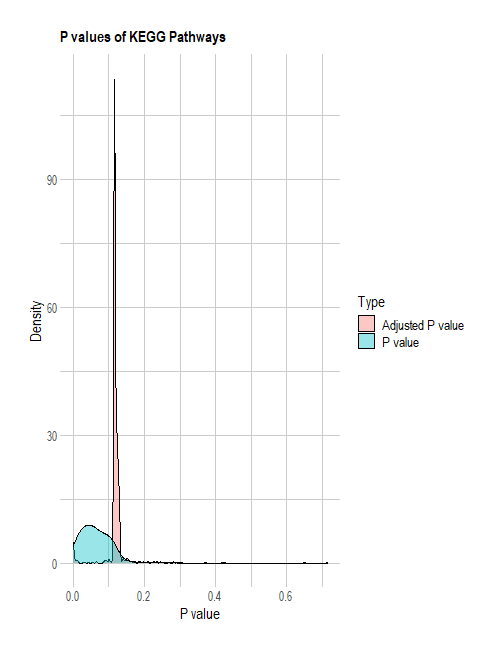 P values of KEGG Pathways
Density
90
60
30
0
0.0
0.2
0.4
0.6
P value
Type
Adjusted P value
P value